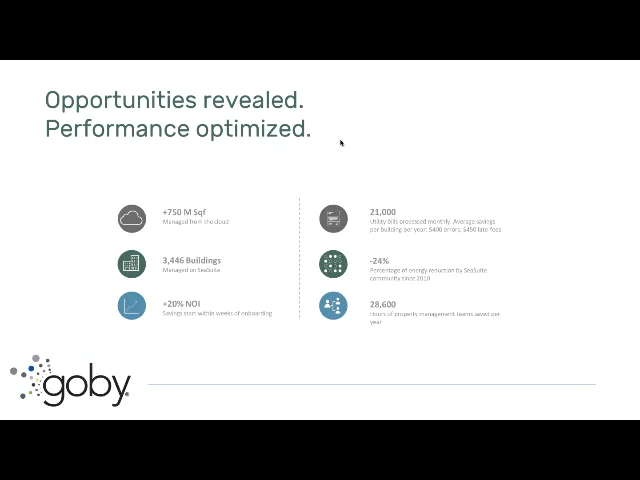 Opportunities revealed.
Performance optimized.
+750 M Sqf
Managed from the cloud
3,446 Buildings
Managed on SeaSuite
+20% NOI
Savings start within weeks of onboarding
21,000
Utility bills processed monthly. Average savings
per building per year: $400 errors, $450 late fees
-24%
Percentage of energy reduction by SeaSuite
community since 2010
28,600
Hours of property management teams saved per
year
goby